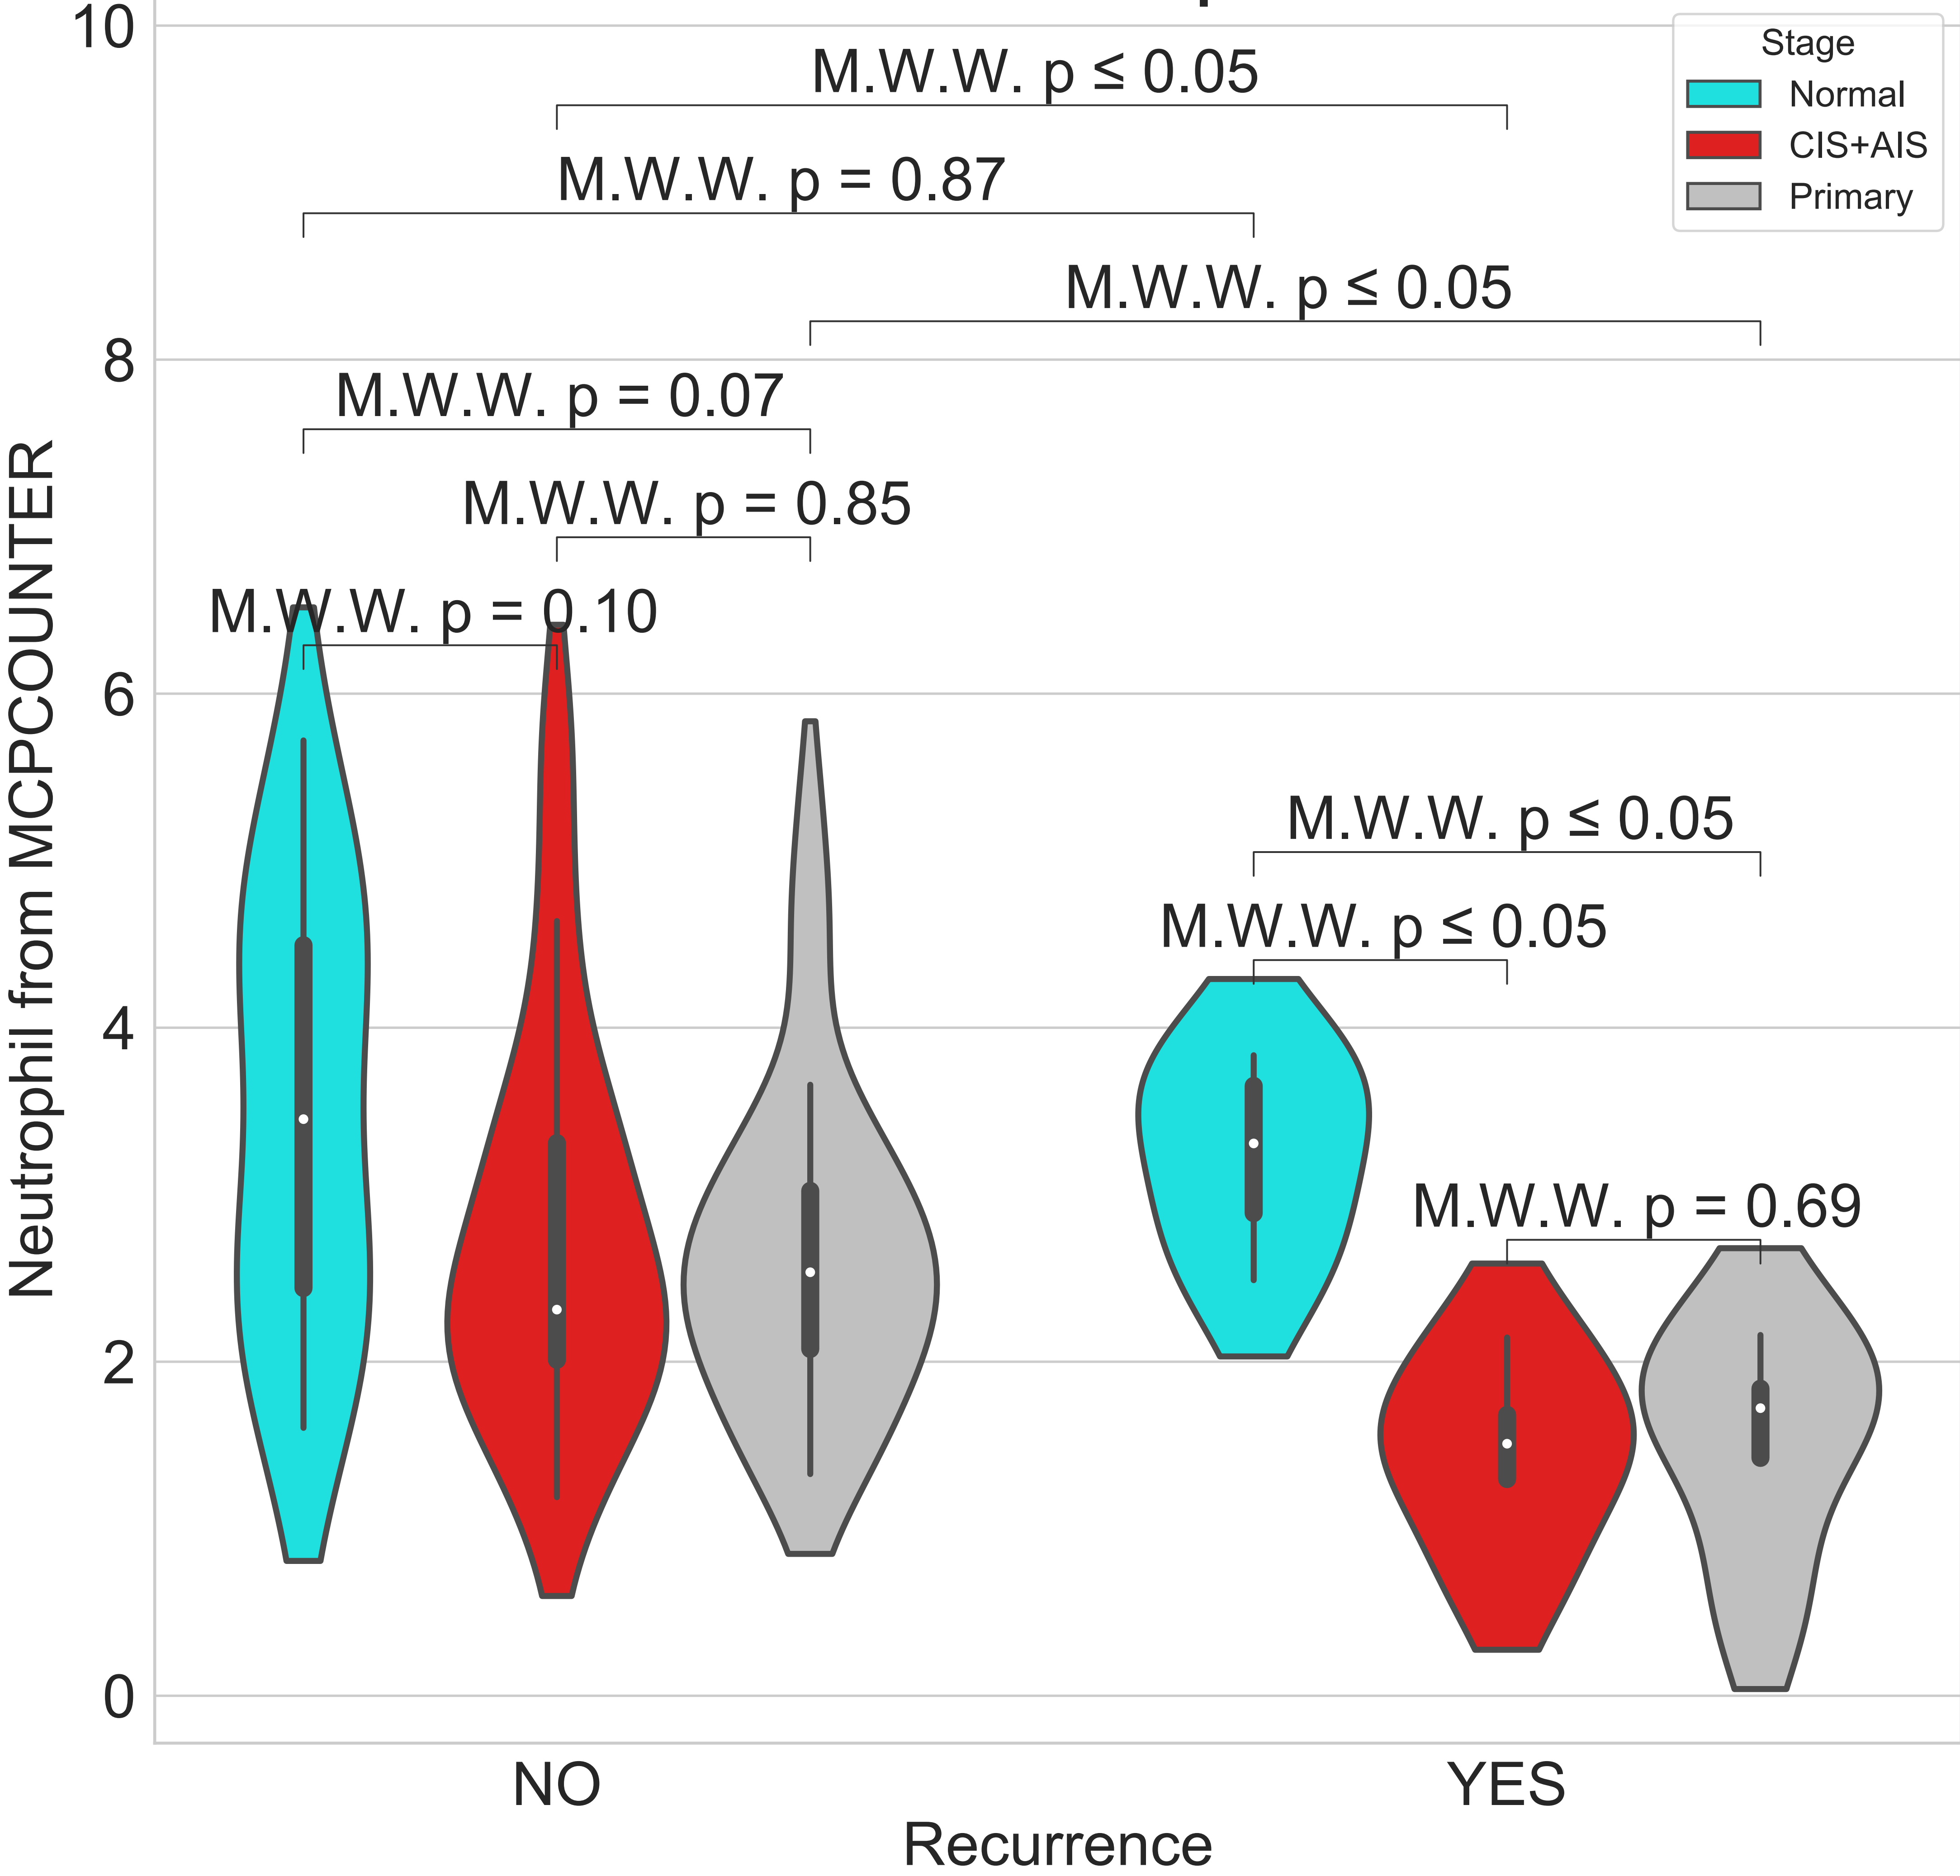 10
8
6
4
2
0
Neutrophil from MCPCOUNTER
M.W.W. p ≤ 0.05
M.W.W. p = 0.87
M.W.W. p ≤ 0.05
M.W.W. p = 0.07
M.W.W. p = 0.85
M.W.W. p = 0.10
M.W.W. p ≤ 0.05
M.W.W. p ≤ 0.05
M.W.W. p = 0.69
Stage
Normal
CIS+AIS
Primary
NO
YES
Recurrence